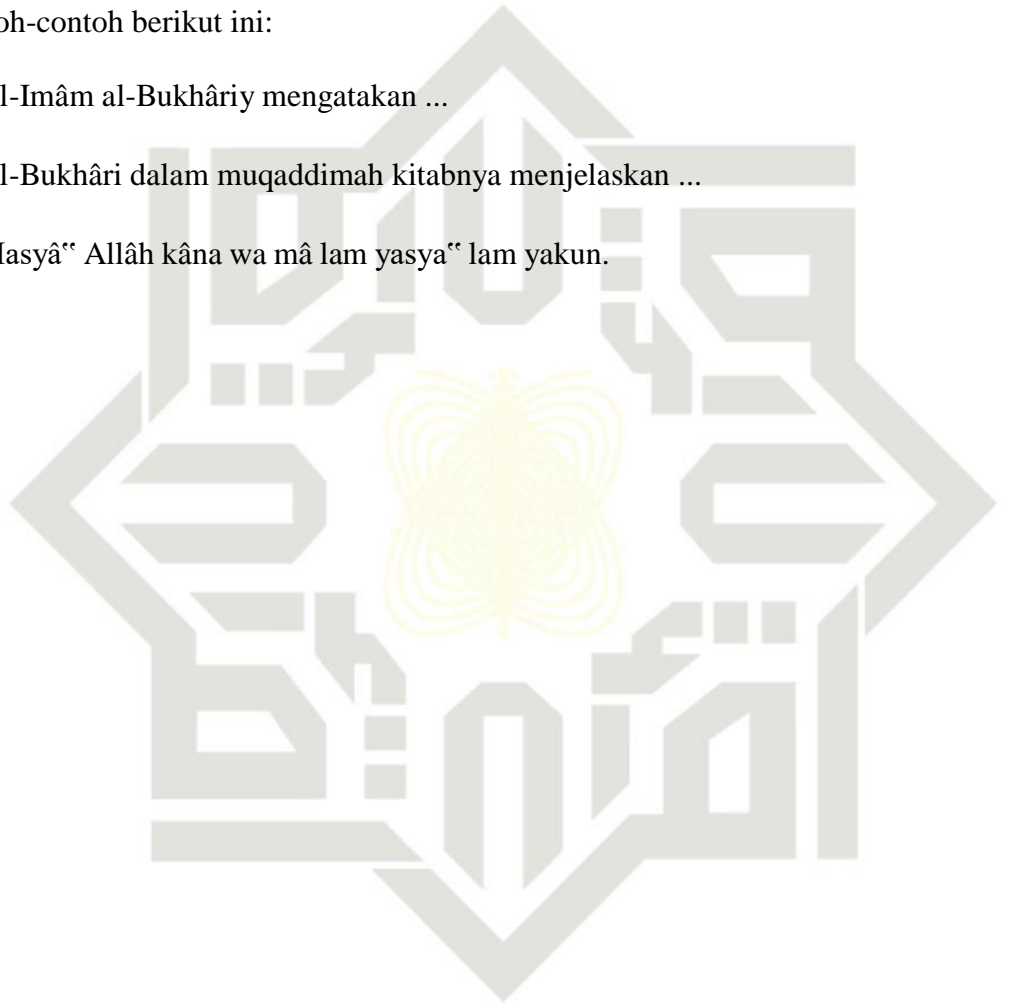 oh-contoh berikut ini:
l-Imâm al-Bukhâriy mengatakan ...
l-Bukhâri dalam muqaddimah kitabnya menjelaskan ...
asyâ‟ Allâh kâna wa mâ lam yasya‟ lam yakun.